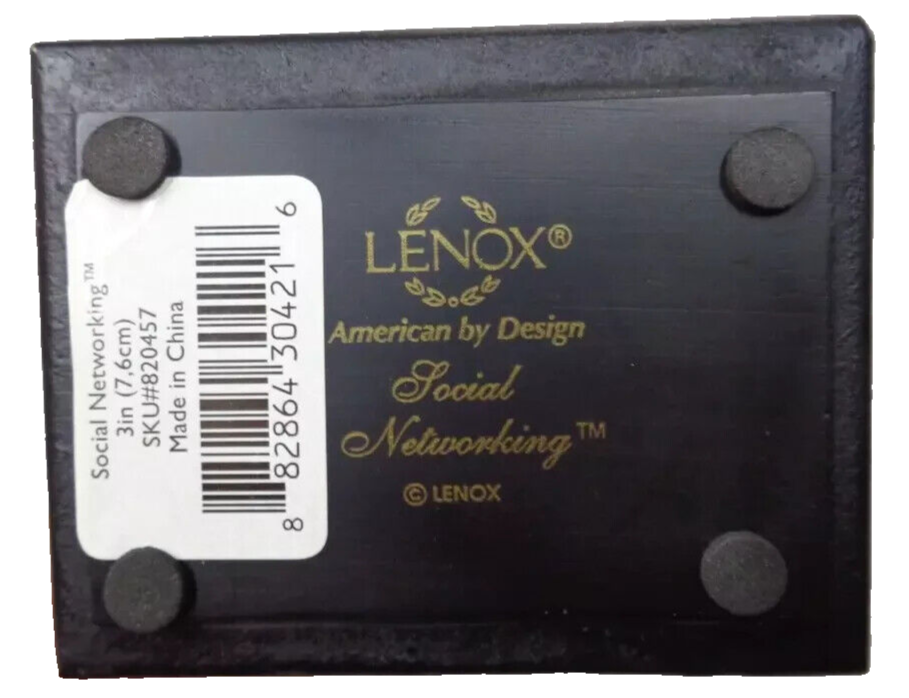 LENOX®
American by Design
Social
Networking™
© LENOX
Social Networking™
3in (7.6cm)
SKU#820457
Made in China
8 82864 30421 6